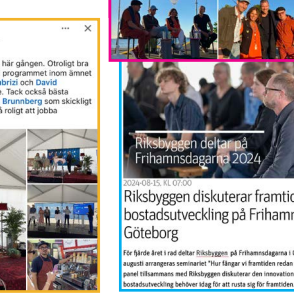 här gången. Otroligt bra
programmet inom ämnet
brizi och David
. Tack också bästa
Brunnberg som skickligt
roligt att jobba
Riksbyggen deltar på
Frihamnsdagarna 2024
2024-08-15, KL 07:00
Riksbyggen diskuterar framtid
bostadsutveckling på Frihamn
Göteborg
För fjärde året i rad deltar Riksbyggen på Frihamnsdagarna i G
augusti arrangeras seminariet "Hur fångar vi framtiden redan
panel tillsammans med Riksbyggen diskuterar den innovation
bostadsutveckling behöver idag för att rusta sig för framtiden.